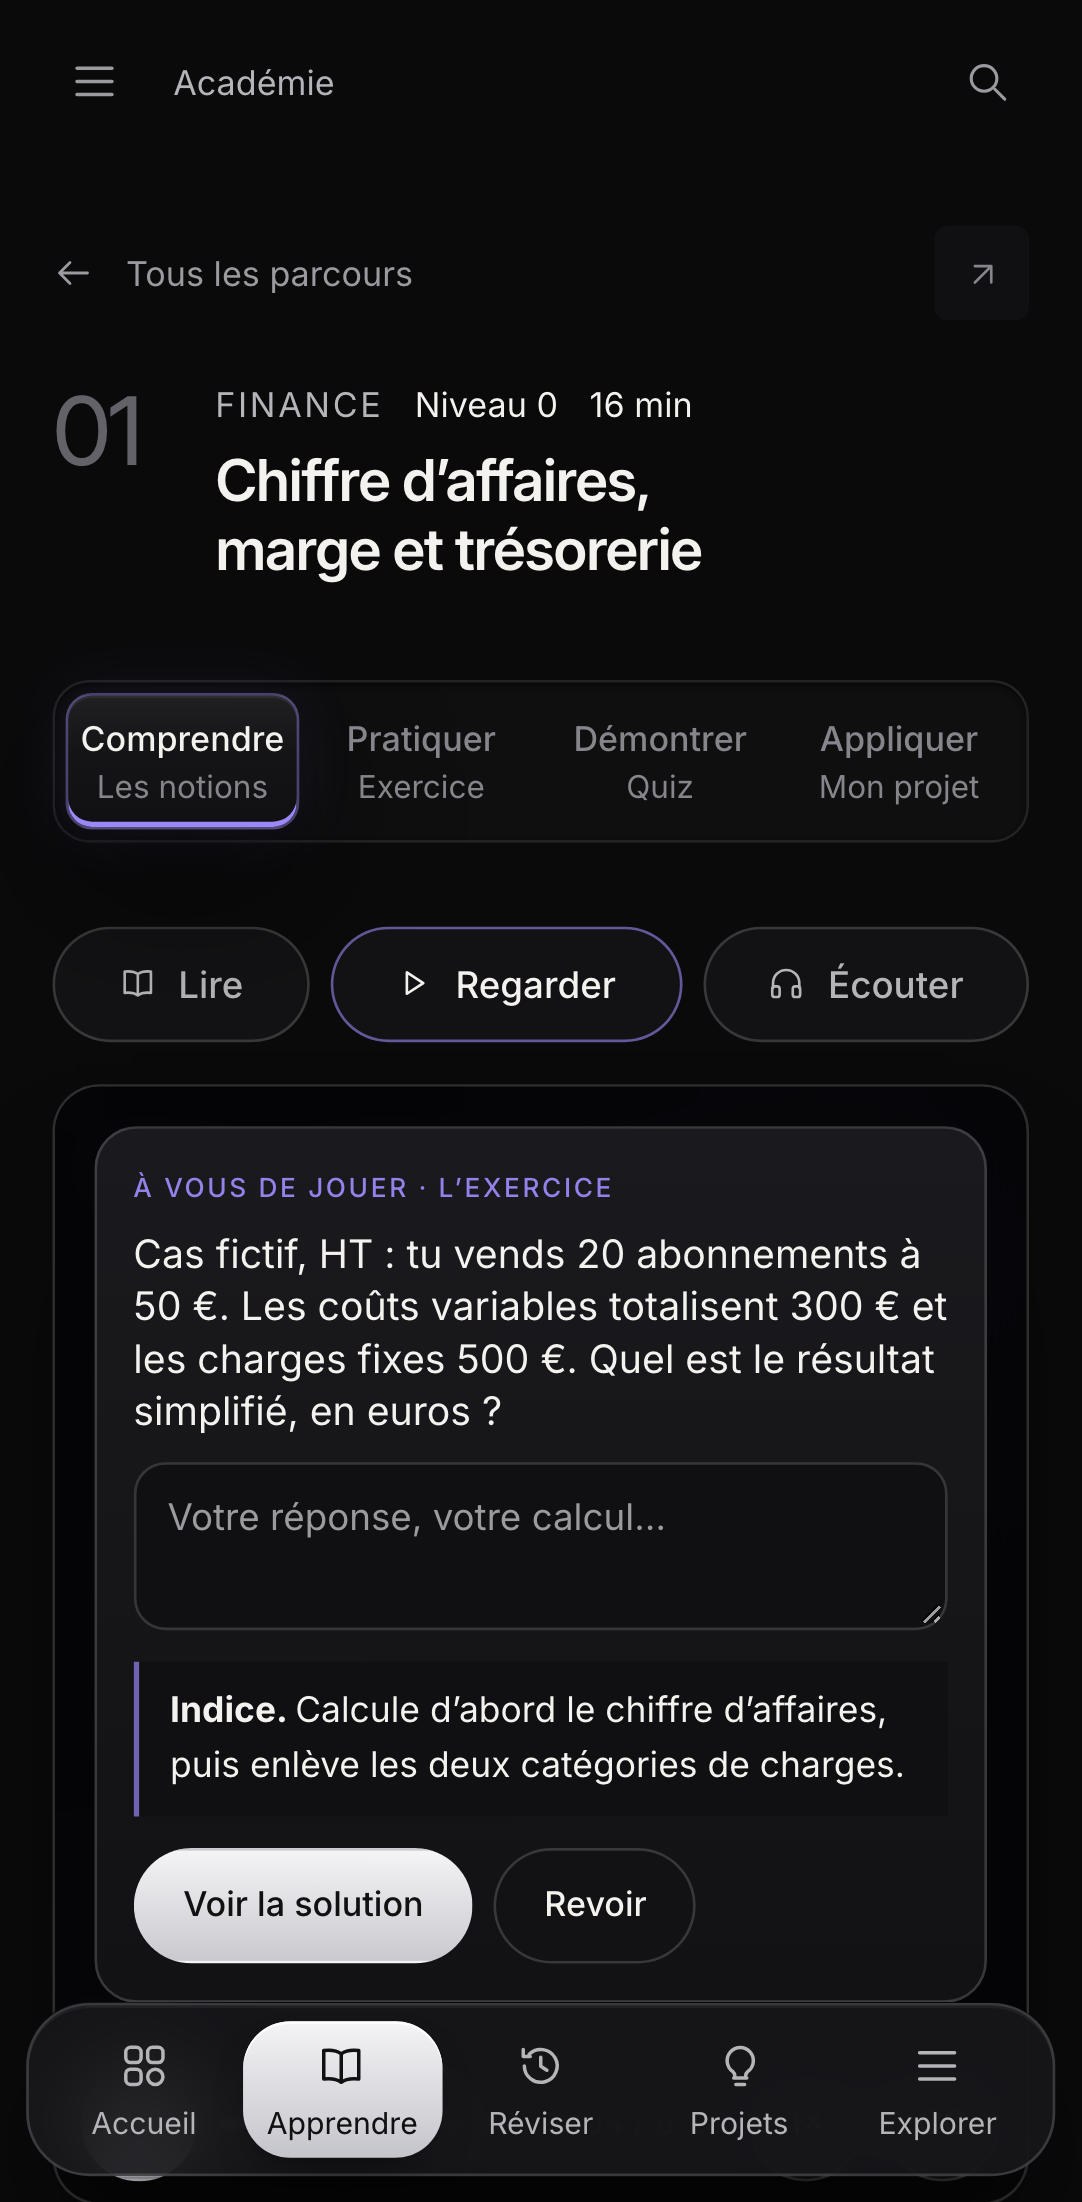 Académie
Tous les parcours
01
FINANCE Niveau 0 16 min
Chiffre d’affaires,
marge et trésorerie
Comprendre Pratiquer Démontrer Appliquer
Les notions Exercice Quiz Mon projet
Lire Regarder Écouter
À VOUS DE JOUER · L’EXERCICE
Cas fictif, HT : tu vends 20 abonnements à
50 €. Les coûts variables totalisent 300 € et
les charges fixes 500 €. Quel est le résultat
simplifié, en euros ?
Votre réponse, votre calcul...
Indice. Calcule d’abord le chiffre d’affaires,
puis enlève les deux catégories de charges.
Voir la solution Revoir
Accueil Apprendre Réviser Projets Explorer